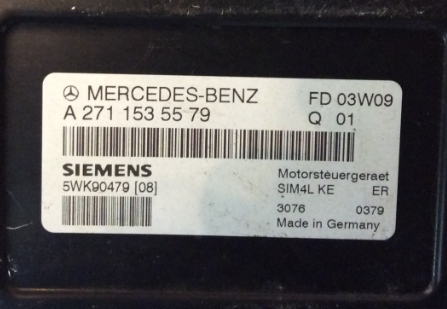 MERCEDES-BENZ FD 03W09
A 271 153 55 79 Q 01
SIEMENS Motorsteuergeraet
5WK90479 [08] SIM4L KE ER
3076 0379
Made in Germany